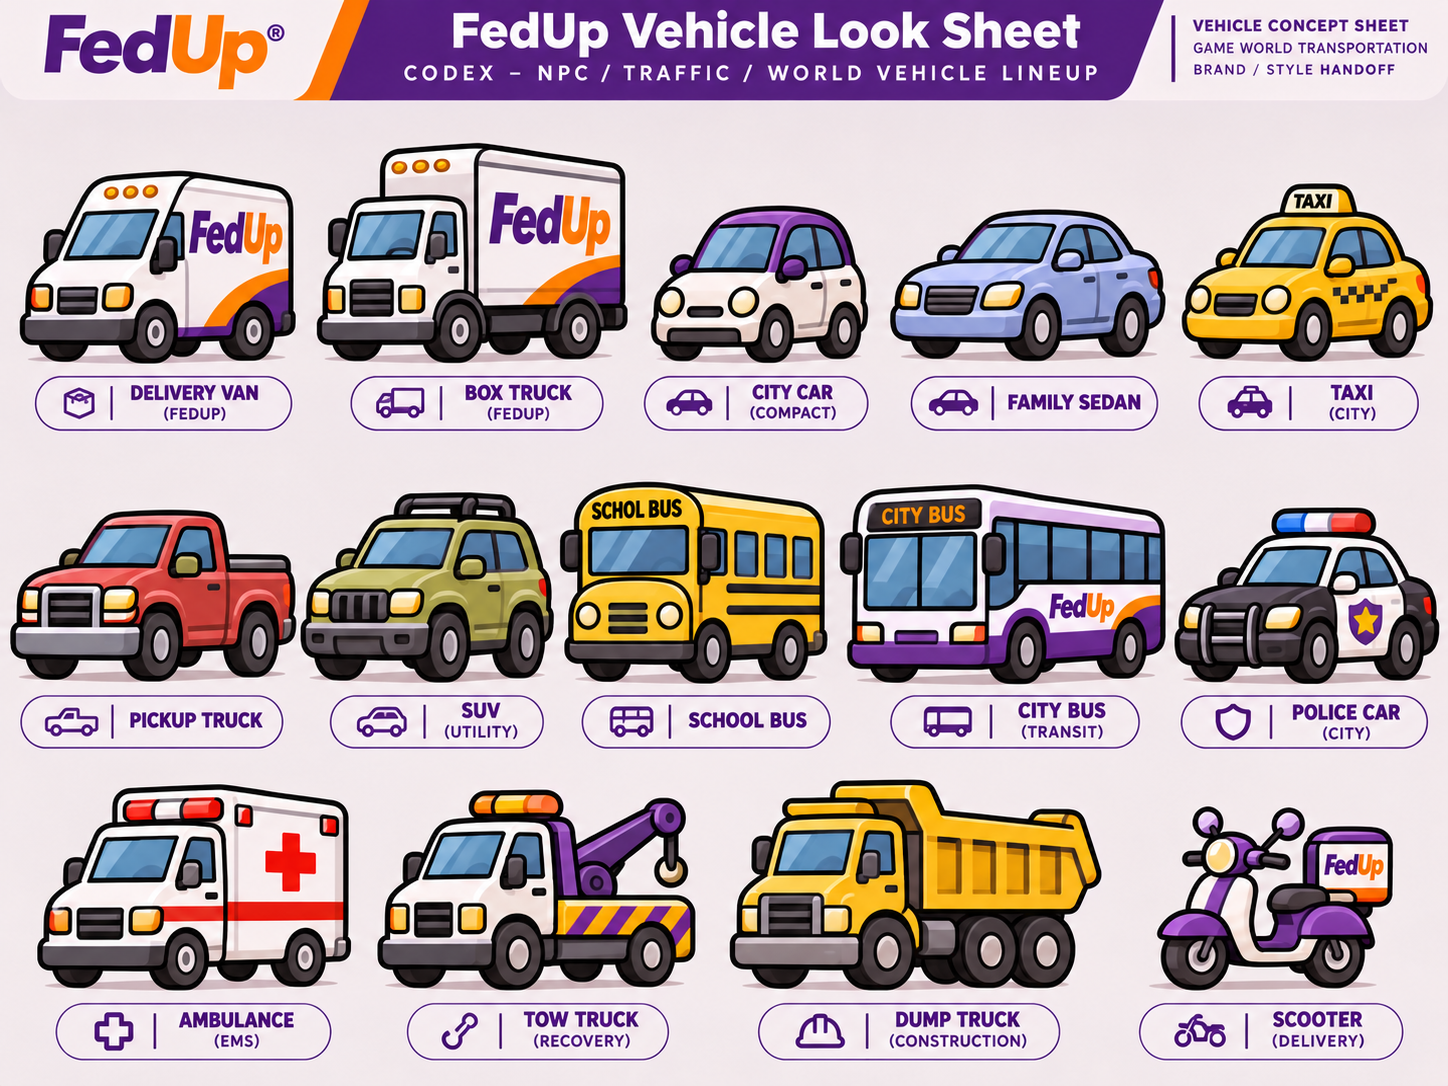 FedUp®
FedUp Vehicle Look Sheet
CODEX – NPC / TRAFFIC / WORLD VEHICLE LINEUP
VEHICLE CONCEPT SHEET
GAME WORLD TRANSPORTATION
BRAND / STYLE HANDOFF
FedUp
FedUp
TAXI
DELIVERY VAN
(FEDUP)
BOX TRUCK
(FEDUP)
CITY CAR
(COMPACT)
FAMILY SEDAN
TAXI
(CITY)
SCHOL BUS
CITY BUS
FedUp
PICKUP TRUCK
SUV
(UTILITY)
SCHOOL BUS
CITY BUS
(TRANSIT)
POLICE CAR
(CITY)
FedUp
AMBULANCE
(EMS)
TOW TRUCK
(RECOVERY)
DUMP TRUCK
(CONSTRUCTION)
SCOOTER
(DELIVERY)